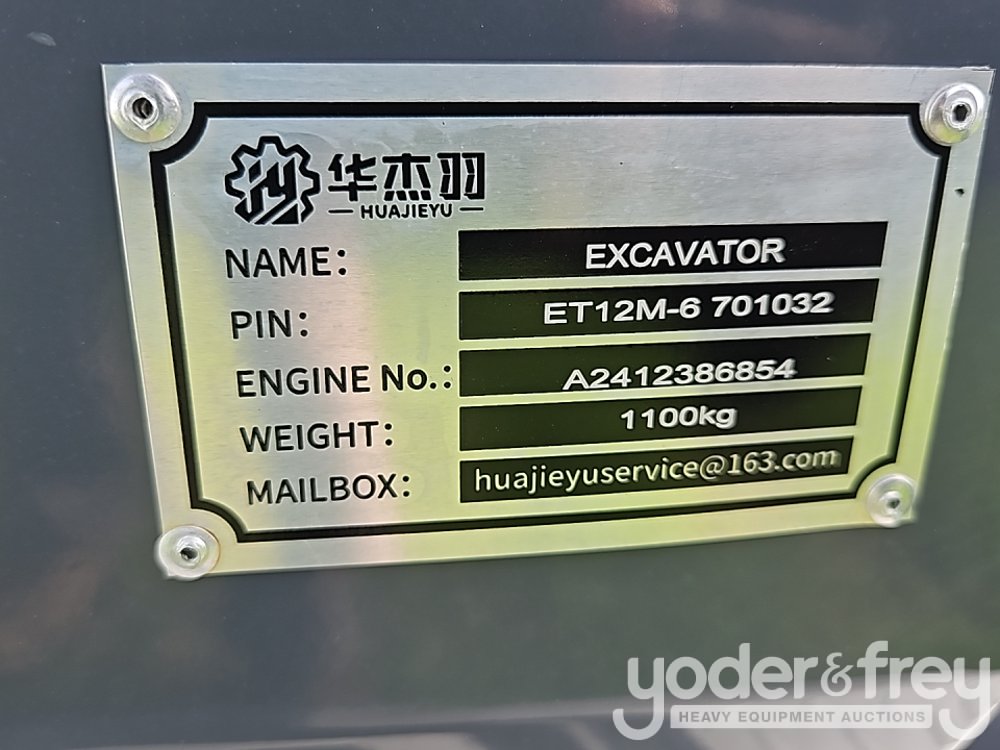 JY 华杰羽
— HUAJIEYU —
NAME: EXCAVATOR
PIN: ET12M-6 701032
ENGINE No.: A2412386854
WEIGHT: 1100kg
MAILBOX: huajieyuservice@163.com
yoder&frey
HEAVY EQUIPMENT AUCTIONS